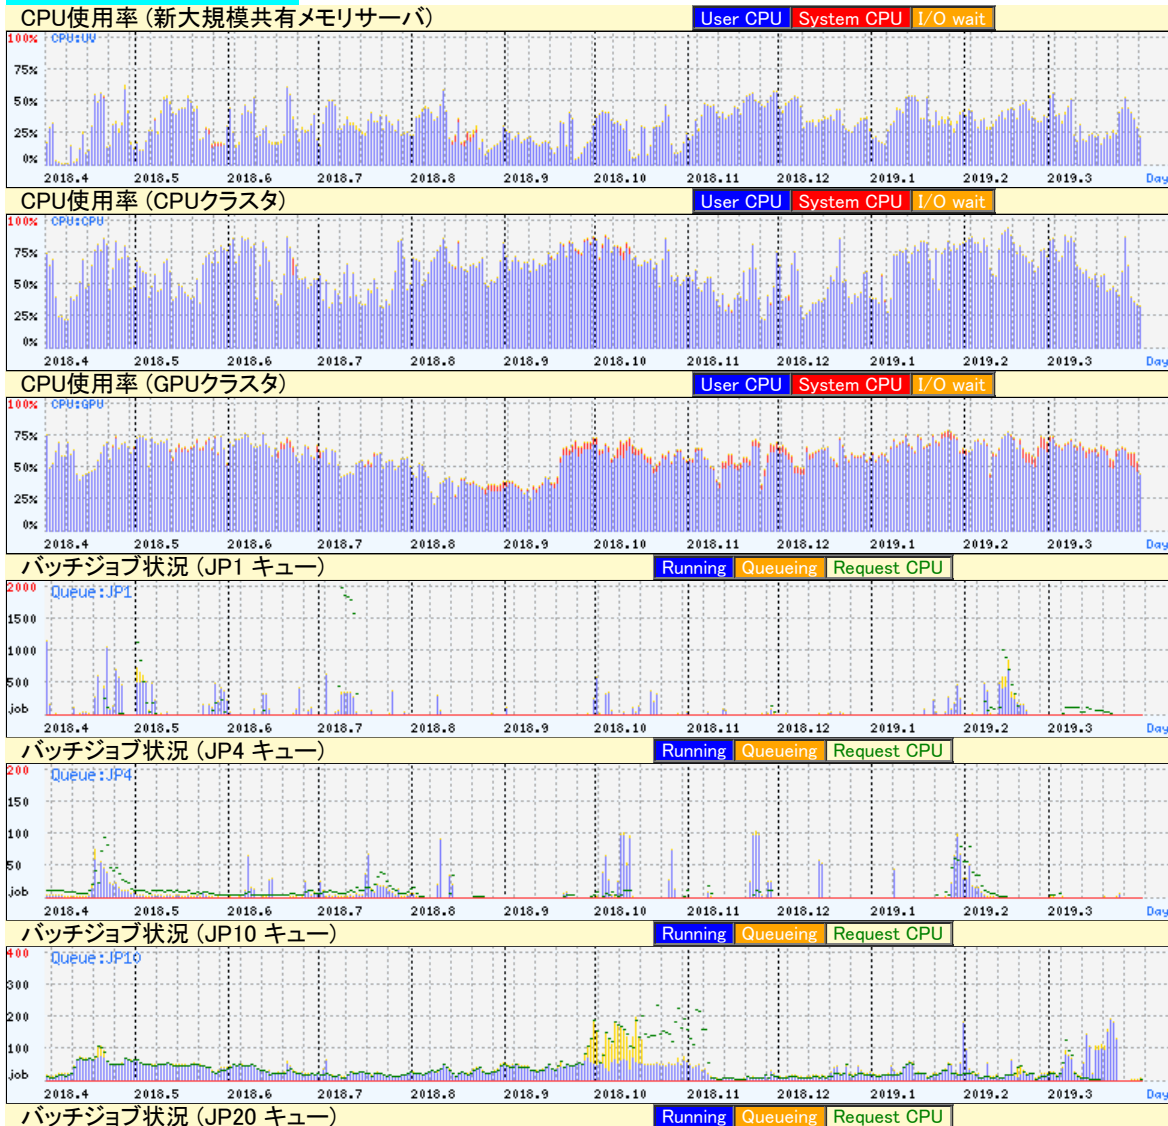 CPU使用率 (新大規模共有メモリサーバ) User CPU System CPU I/O wait
100% CPU:UV
75%
50%
25%
0%
2018.4 2018.5 2018.6 2018.7 2018.8 2018.9 2018.10 2018.11 2018.12 2019.1 2019.2 2019.3 Day
CPU使用率 (CPUクラスタ) User CPU System CPU I/O wait
100% CPU:CPU
75%
50%
25%
0%
2018.4 2018.5 2018.6 2018.7 2018.8 2018.9 2018.10 2018.11 2018.12 2019.1 2019.2 2019.3 Day
CPU使用率 (GPUクラスタ) User CPU System CPU I/O wait
100% CPU:GPU
75%
50%
25%
0%
2018.4 2018.5 2018.6 2018.7 2018.8 2018.9 2018.10 2018.11 2018.12 2019.1 2019.2 2019.3 Day
バッチジョブ状況 (JP1 キュー) Running Queueing Request CPU
2000 Queue:JP1
1500
1000
500
job
2018.4 2018.5 2018.6 2018.7 2018.8 2018.9 2018.10 2018.11 2018.12 2019.1 2019.2 2019.3 Day
バッチジョブ状況 (JP4 キュー) Running Queueing Request CPU
200 Queue:JP4
150
100
50
job
2018.4 2018.5 2018.6 2018.7 2018.8 2018.9 2018.10 2018.11 2018.12 2019.1 2019.2 2019.3 Day
バッチジョブ状況 (JP10 キュー) Running Queueing Request CPU
400 Queue:JP10
300
200
100
job
2018.4 2018.5 2018.6 2018.7 2018.8 2018.9 2018.10 2018.11 2018.12 2019.1 2019.2 2019.3 Day
バッチジョブ状況 (JP20 キュー) Running Queueing Request CPU